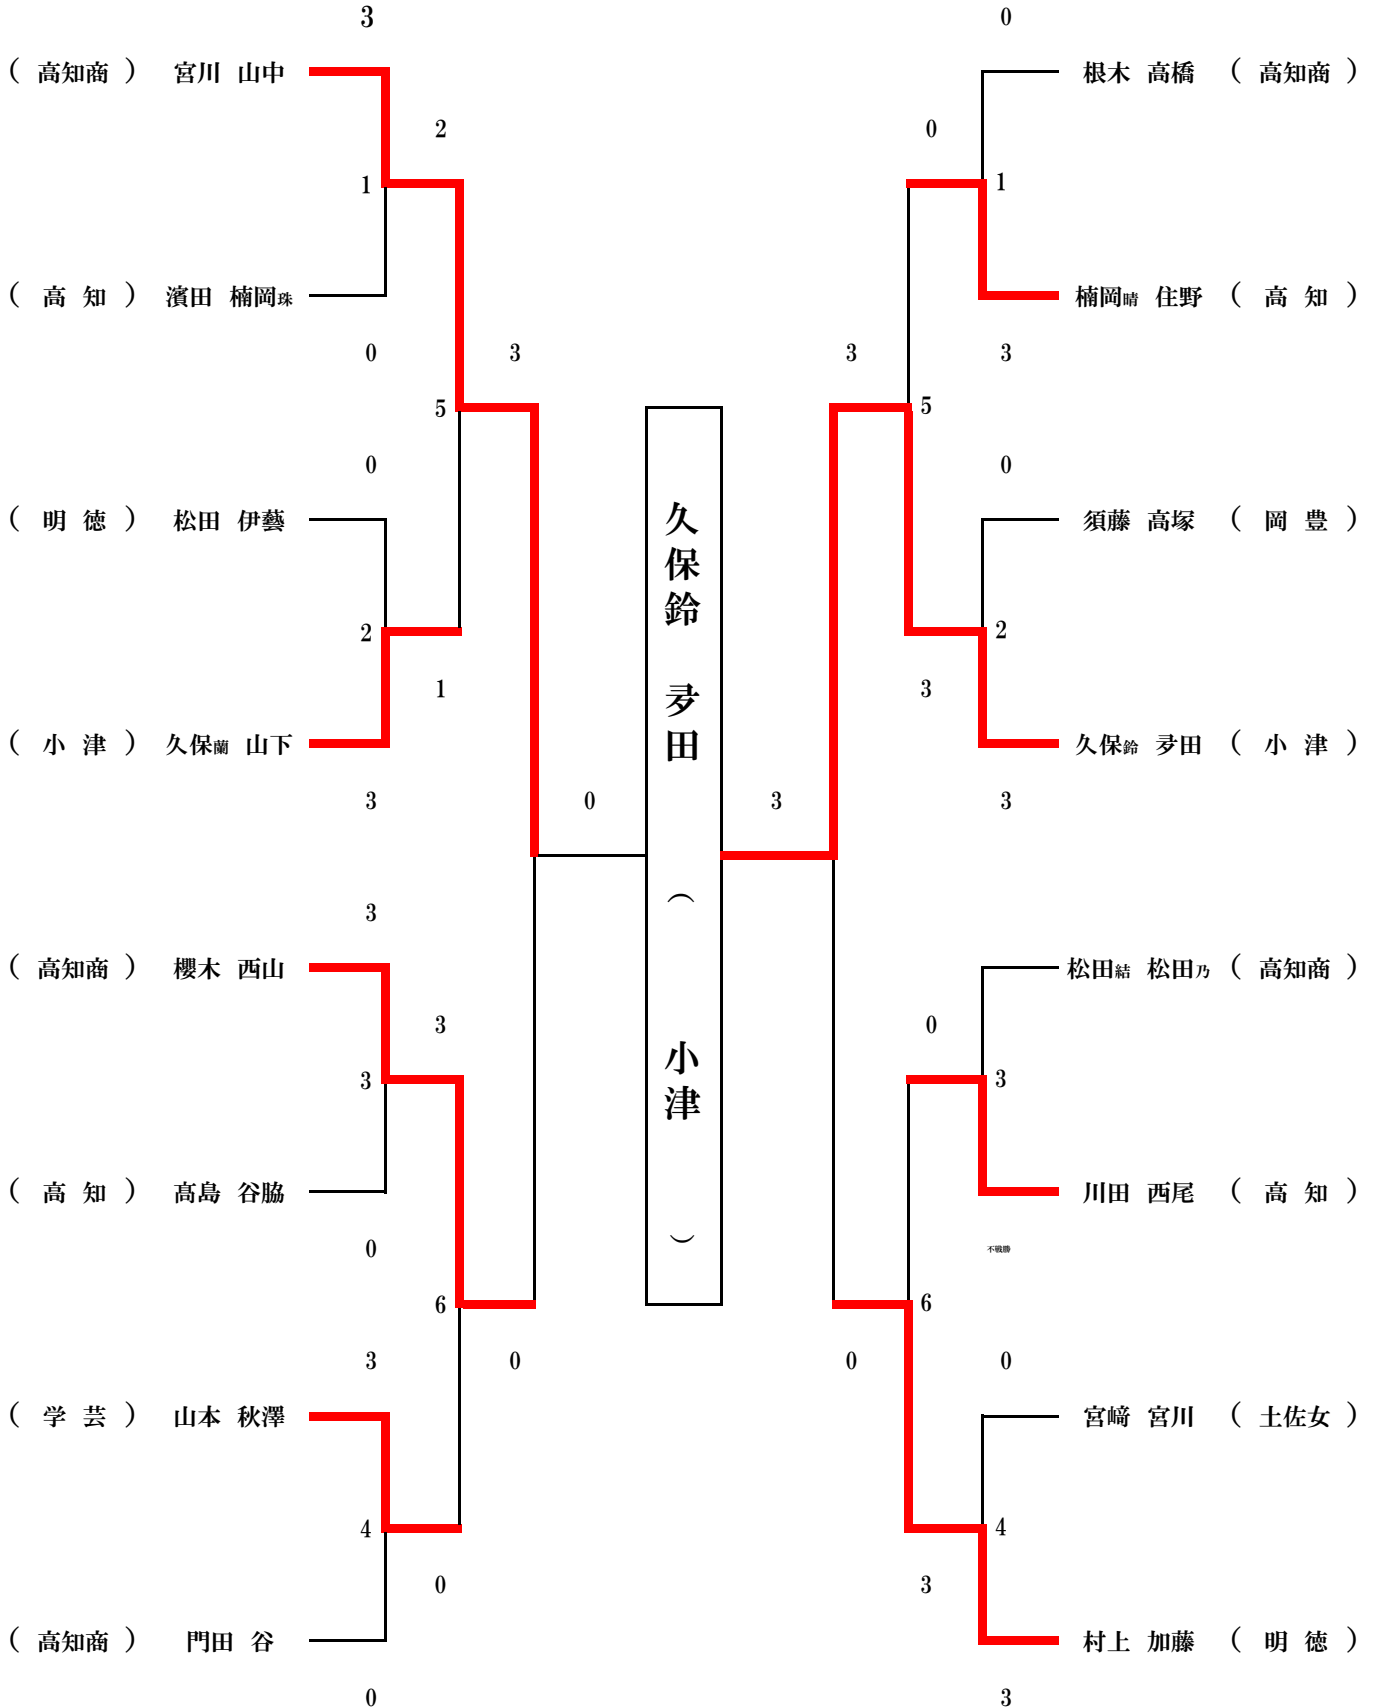 3
0
( 高知商 ) 宮川 山中
根木 高橋 ( 高知商 )
2
0
1
1
( 高 知 ) 濱田 楠岡珠
楠岡晴 住野 ( 高 知 )
0
3
3
3
5
5
0
0
( 明 徳 ) 松田 伊藝
須藤 高塚 ( 岡 豊 )
2
2
1
3
( 小 津 ) 久保蘭 山下
久保鈴 夛田 ( 小 津 )
3
0
3
3
久保鈴 夛田 ( 小津 )
3
( 高知商 ) 櫻木 西山
松田結 松田乃 ( 高知商 )
3
0
3
3
( 高 知 ) 髙島 谷脇
川田 西尾 ( 高 知 )
0
不戦勝
6
6
3
0
0
0
( 学 芸 ) 山本 秋澤
宮﨑 宮川 ( 土佐女 )
4
4
0
3
( 高知商 ) 門田 谷
村上 加藤 ( 明 徳 )
0
3